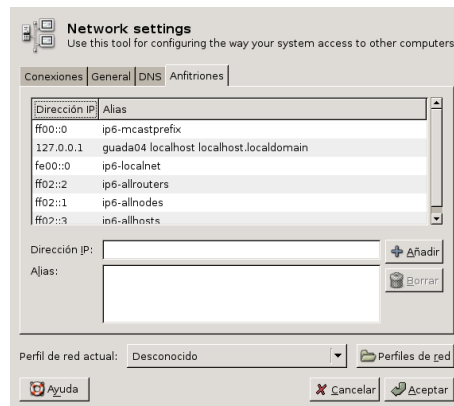 Network settings
Use this tool for configuring the way your system access to other computers
Conexiones General DNS Anfitriones
Dirección IP Alias
ff00::0 ip6-mcastprefix
127.0.0.1 guada04 localhost localhost.localdomain
fe00::0 ip6-localnet
ff02::2 ip6-allrouters
ff02::1 ip6-allnodes
ff02::3 ip6-allhosts
Dirección IP:
Añadir
Alias:
Borrar
Perfil de red actual: Desconocido Perfiles de red
Ayuda Cancelar Aceptar